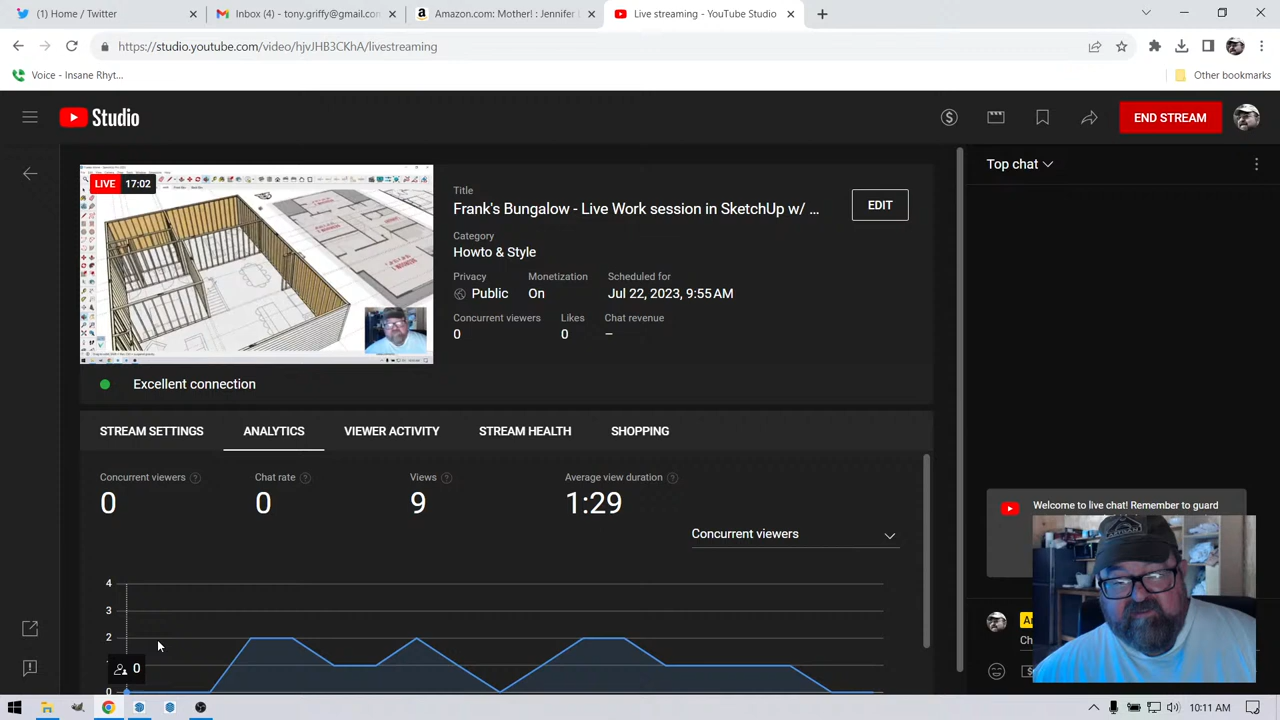 (1) Home / Twitter
Inbox (4) - tony.griffy@gmail.con
Amazon.com: Mother! : Jennifer L
Live streaming - YouTube Studio
https://studio.youtube.com/video/hjvJHB3CKhA/livestreaming
Voice - Insane Rhyt...
Other bookmarks
Studio
END STREAM
LIVE 17:02
Title
Frank's Bungalow - Live Work session in SketchUp w/ ...
EDIT
Category
Howto & Style
Privacy Monetization Scheduled for
Public On Jul 22, 2023, 9:55 AM
Concurrent viewers Likes Chat revenue
0 0 –
Excellent connection
Top chat
STREAM SETTINGS ANALYTICS VIEWER ACTIVITY STREAM HEALTH SHOPPING
Concurrent viewers Chat rate Views Average view duration
0 0 9 1:29
Concurrent viewers
4
3
2
0
0
Welcome to live chat! Remember to guard
10:11 AM